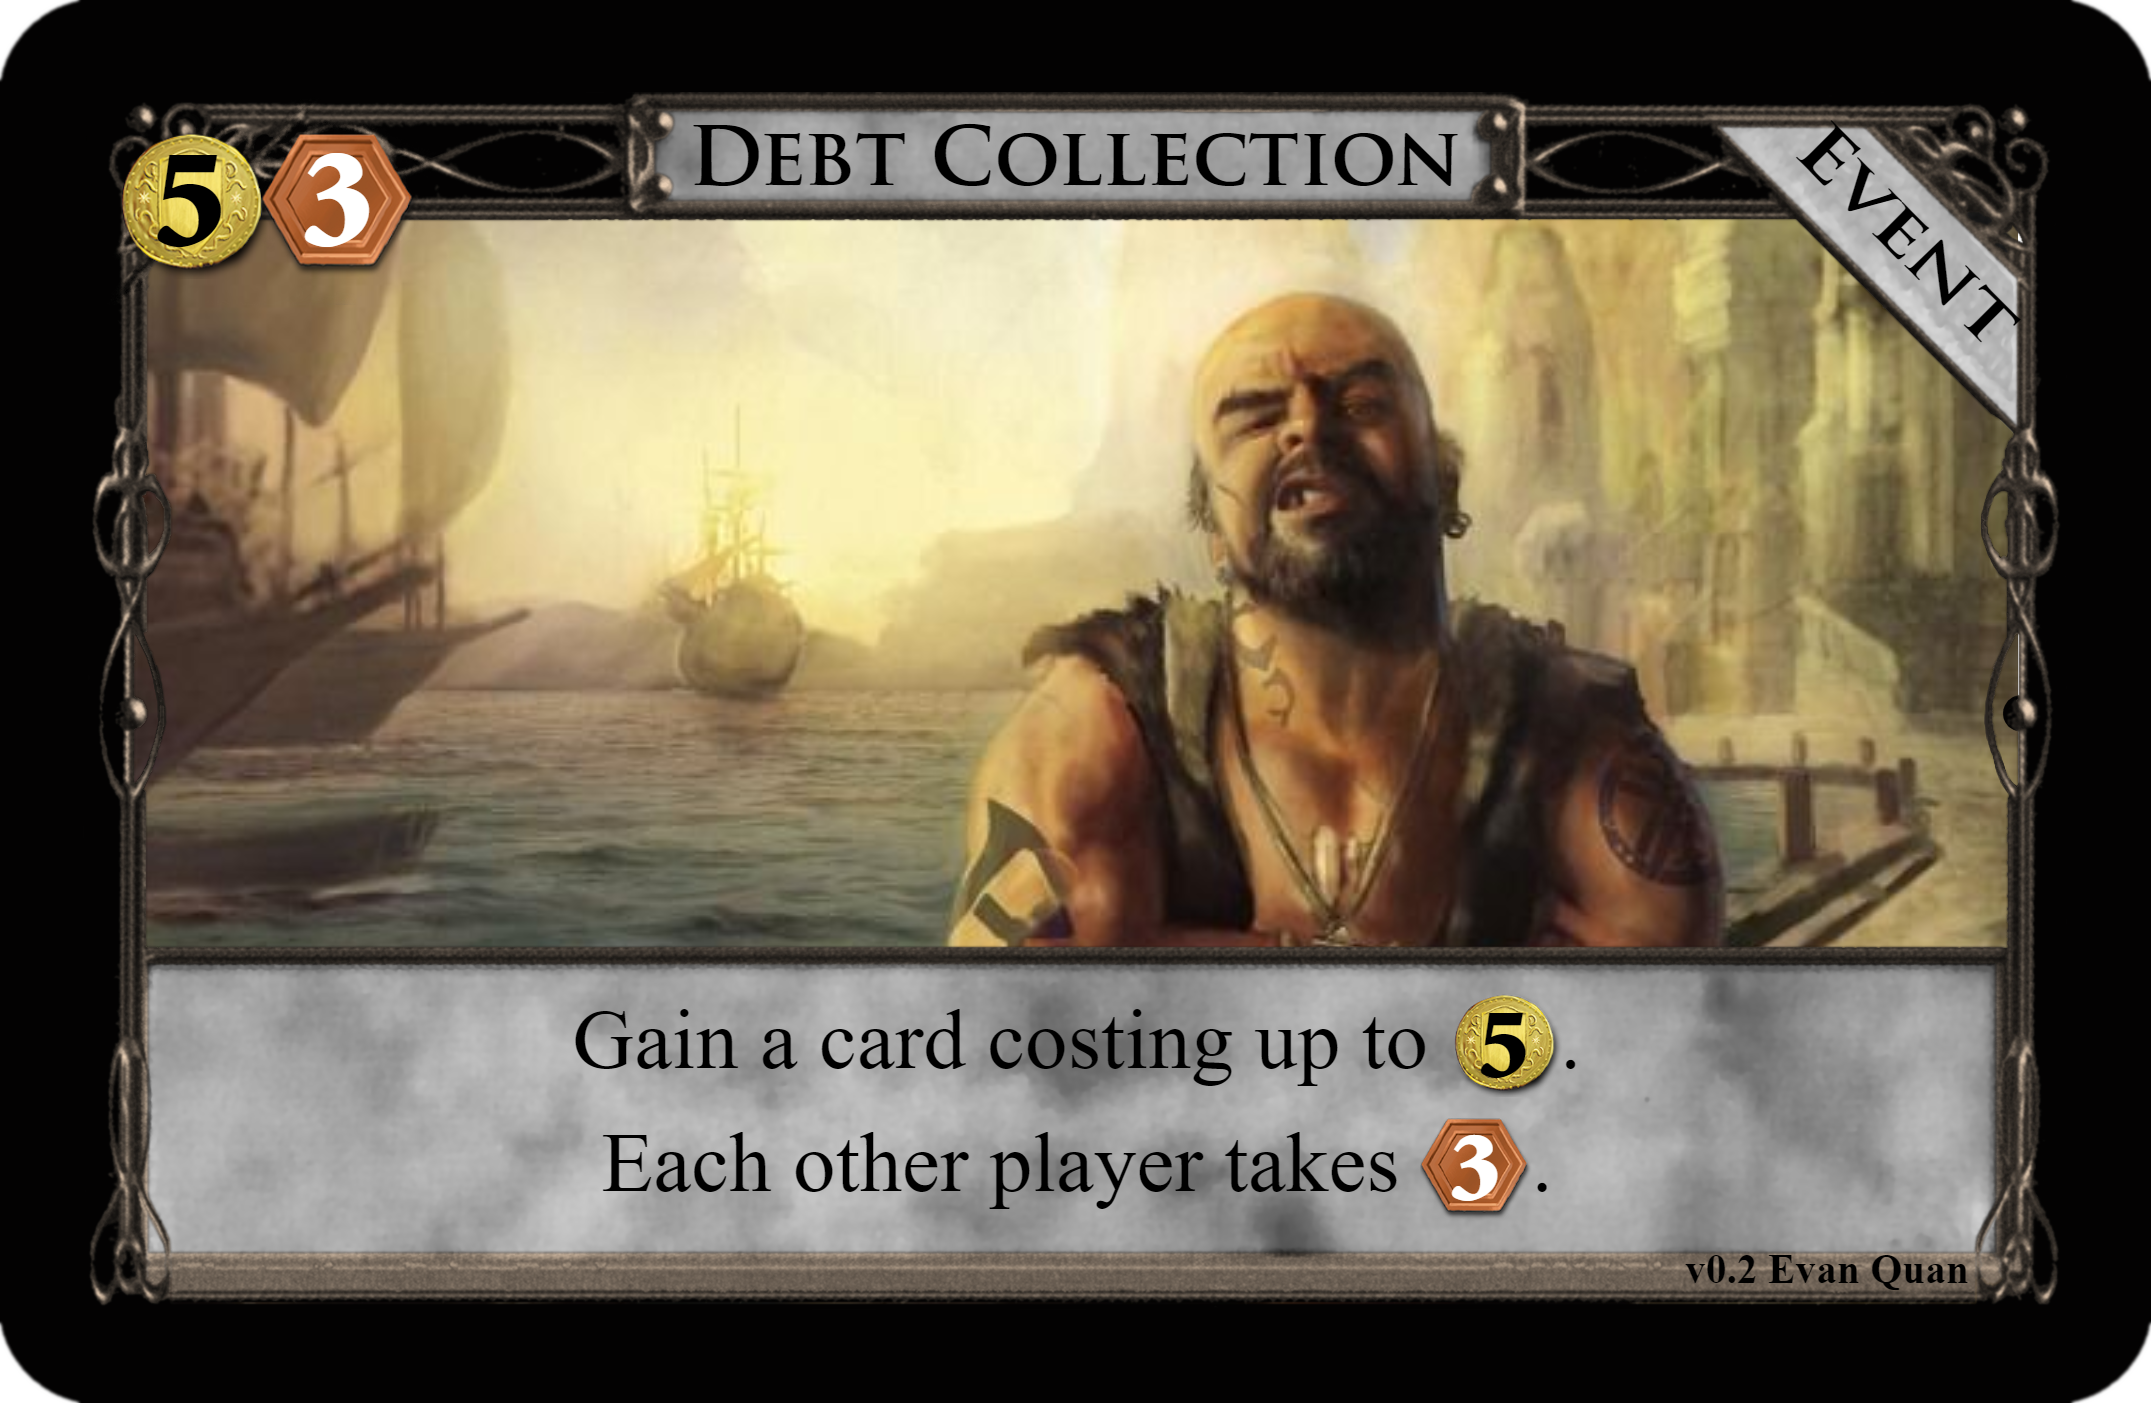 5 3 DEBT COLLECTION EVENT
Gain a card costing up to 5.
Each other player takes 3.
v0.2 Evan Quan